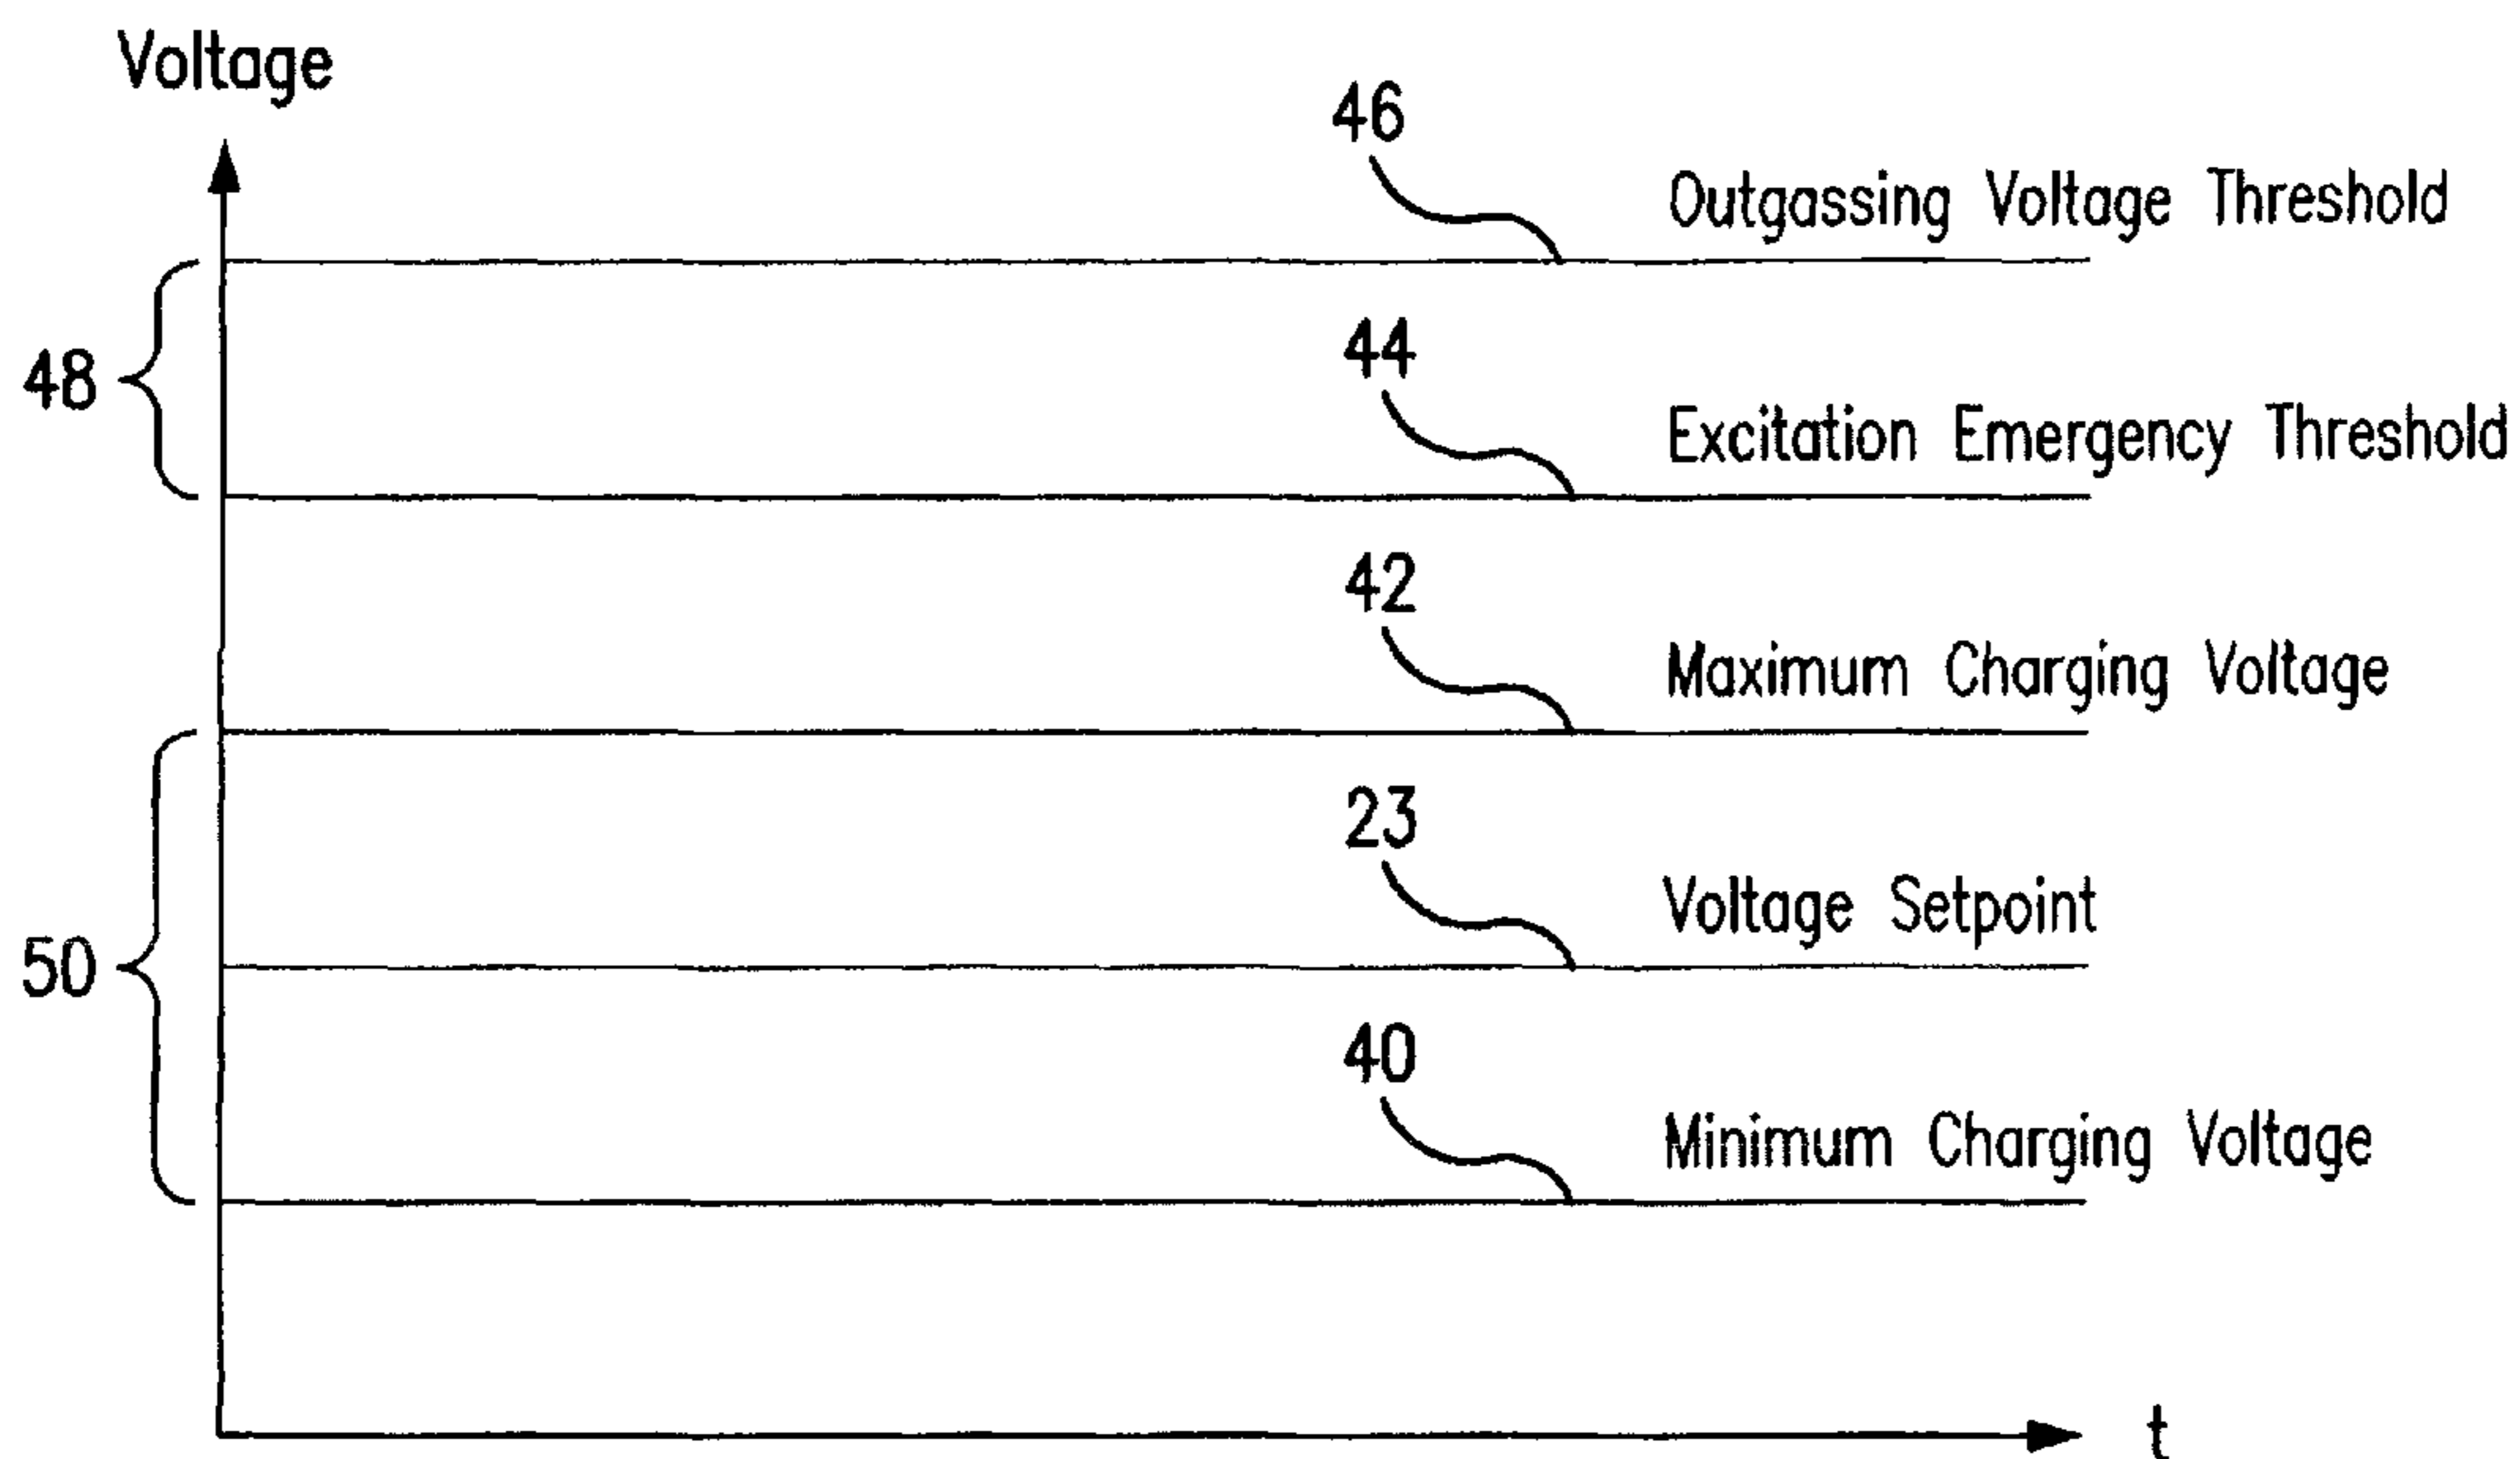 Voltage
46
Outgassing Voltage Threshold
48
44
Excitation Emergency Threshold
42
Maximum Charging Voltage
23
Voltage Setpoint
50
40
Minimum Charging Voltage
t